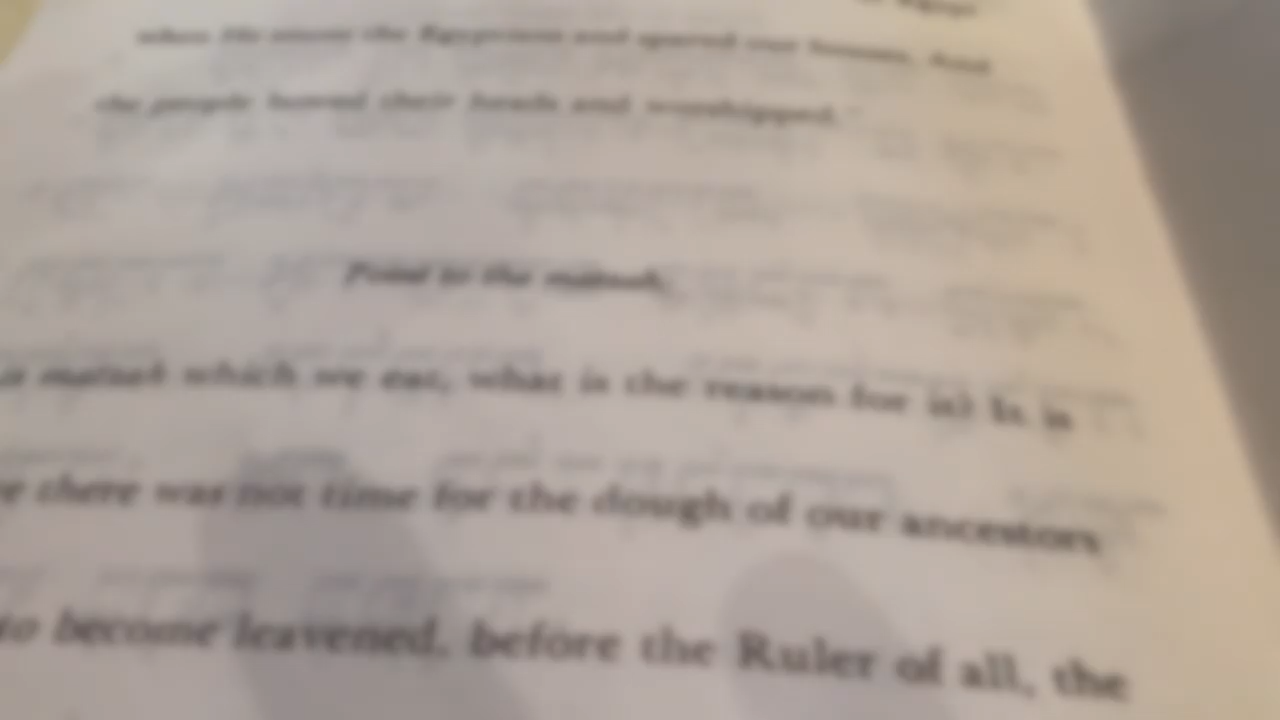 Egypt
when He smote the Egyptians and spared our houses. And
the people bowed their heads and worshipped."
Point to the matzah.
matzah which we eat, what is the reason for it? It is
there was not time for the dough of our ancestors
to become leavened, before the Ruler of all, the